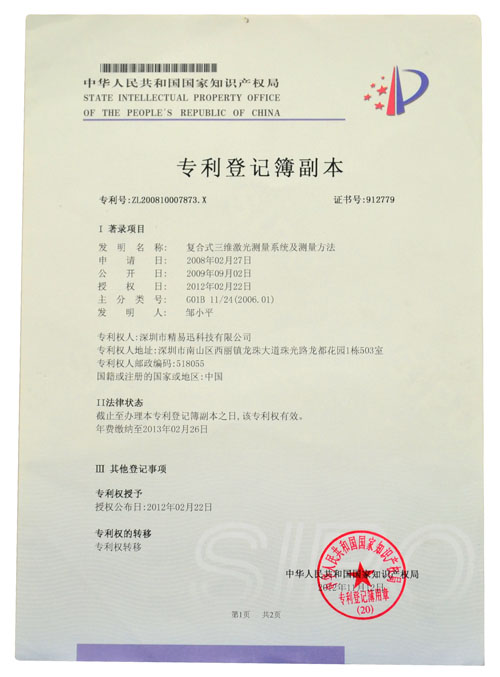 中华人民共和国国家知识产权局
STATE INTELLECTUAL PROPERTY OFFICE
OF THE PEOPLE'S REPUBLIC OF CHINA
专利登记簿副本
专利号:ZL200810007873.X 证书号:912779
I 著录项目
发明名称: 复合式三维激光测量系统及测量方法
申请日: 2008年02月27日
公开日: 2009年09月02日
授权日: 2012年02月22日
主分类号: G01B 11/24(2006.01)
发明人: 邹小平
专利权人:深圳市精易迅科技有限公司
专利权人地址:深圳市南山区西丽镇龙珠大道珠光路龙都花园1栋503室
专利权人邮政编码:518055
国籍或注册的国家或地区:中国
II法律状态
截止至办理本专利登记簿副本之日,该专利权有效。
年费缴纳至2013年02月26日
III 其他登记事项
专利权授予
授权公布日:2012年02月22日
专利权的转移
专利权转移
SIPO
中华人民共和国国家知识产权局
中华人民共和国国家知识产权局
专利登记簿用章
(20)
第1页 共2页